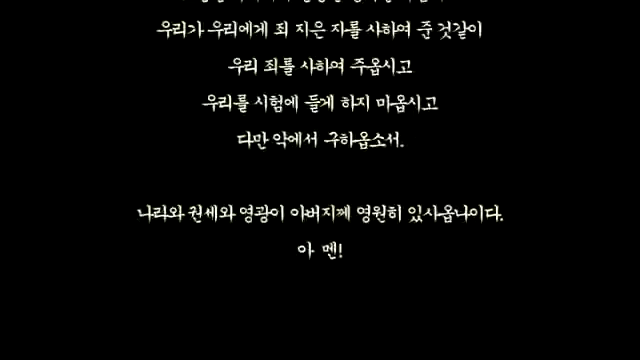 우리가 우리에게 죄 지은 자를 사하여 준 것같이
우리 죄를 사하여 주옵시고
우리를 시험에 들게 하지 마옵시고
다만 악에서 구하옵소서.
나라와 권세와 영광이 아버지께 영원히 있사옵나이다.
아 멘!